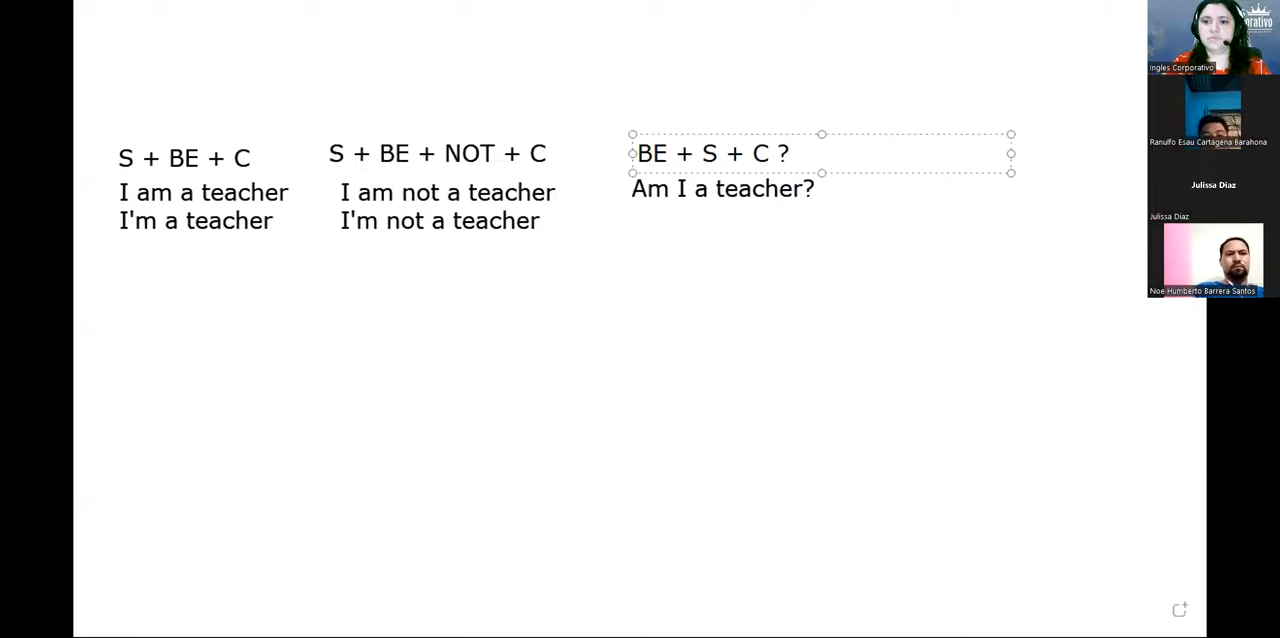 S + BE + C
I am a teacher
I'm a teacher
S + BE + NOT + C
I am not a teacher
I'm not a teacher
BE + S + C ?
Am I a teacher?
orativo
Ingles Corporativo
Ranulfo Esau Cartagena Barahona
Julissa Diaz
Julissa Diaz
Noe Humberto Barrera Santos